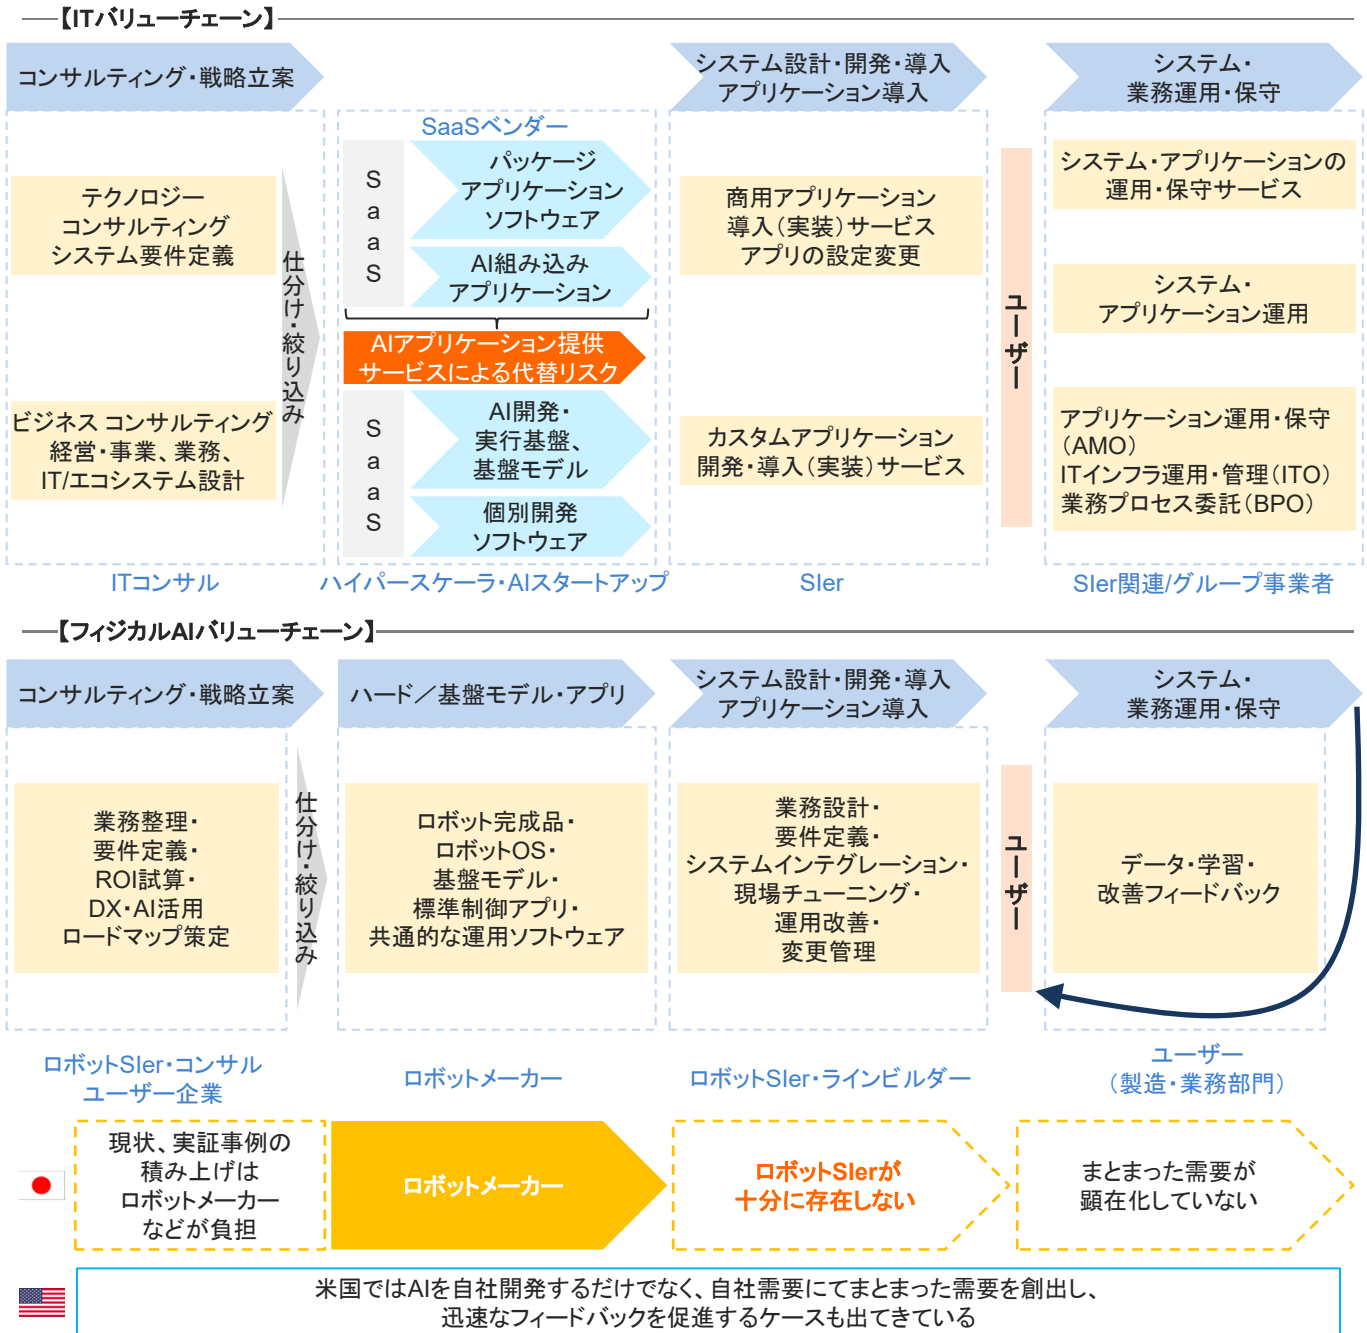 【ITバリューチェーン】
コンサルティング・戦略立案
システム設計・開発・導入
アプリケーション導入
システム・
業務運用・保守
テクノロジー
コンサルティング
システム要件定義
ビジネス コンサルティング
経営・事業、業務、
IT/エコシステム設計
仕分け・絞り込み
SaaSベンダー
SaaS
パッケージ
アプリケーション
ソフトウェア
AI組み込み
アプリケーション
AIアプリケーション提供
サービスによる代替リスク
SaaS
AI開発・
実行基盤、
基盤モデル
個別開発
ソフトウェア
商用アプリケーション
導入（実装）サービス
アプリの設定変更
カスタムアプリケーション
開発・導入（実装）サービス
ユーザー
システム・アプリケーションの
運用・保守サービス
システム・
アプリケーション運用
アプリケーション運用・保守
（AMO）
ITインフラ運用・管理（ITO）
業務プロセス委託（BPO）
ITコンサル
ハイパースケーラ・AIスタートアップ
SIer
SIer関連/グループ事業者
【フィジカルAIバリューチェーン】
コンサルティング・戦略立案
ハード／基盤モデル・アプリ
システム設計・開発・導入
アプリケーション導入
システム・
業務運用・保守
業務整理・
要件定義・
ROI試算・
DX・AI活用
ロードマップ策定
仕分け・絞り込み
ロボット完成品・
ロボットOS・
基盤モデル・
標準制御アプリ・
共通的な運用ソフトウェア
業務設計・
要件定義・
システムインテグレーション・
現場チューニング・
運用改善・
変更管理
ユーザー
データ・学習・
改善フィードバック
ロボットSIer・コンサル
ユーザー企業
ロボットメーカー
ロボットSIer・ラインビルダー
ユーザー
（製造・業務部門）
現状、実証事例の
積み上げは
ロボットメーカー
などが負担
ロボットメーカー
ロボットSIerが
十分に存在しない
まとまった需要が
顕在化していない
米国ではAIを自社開発するだけでなく、自社需要にてまとまった需要を創出し、
迅速なフィードバックを促進するケースも出てきている